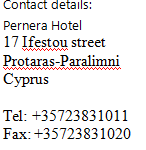 Contact details:
Pernera Hotel
17 Ifestou street
Protaras-Paralimni
Cyprus
Tel: +35723831011
Fax: +35723831020